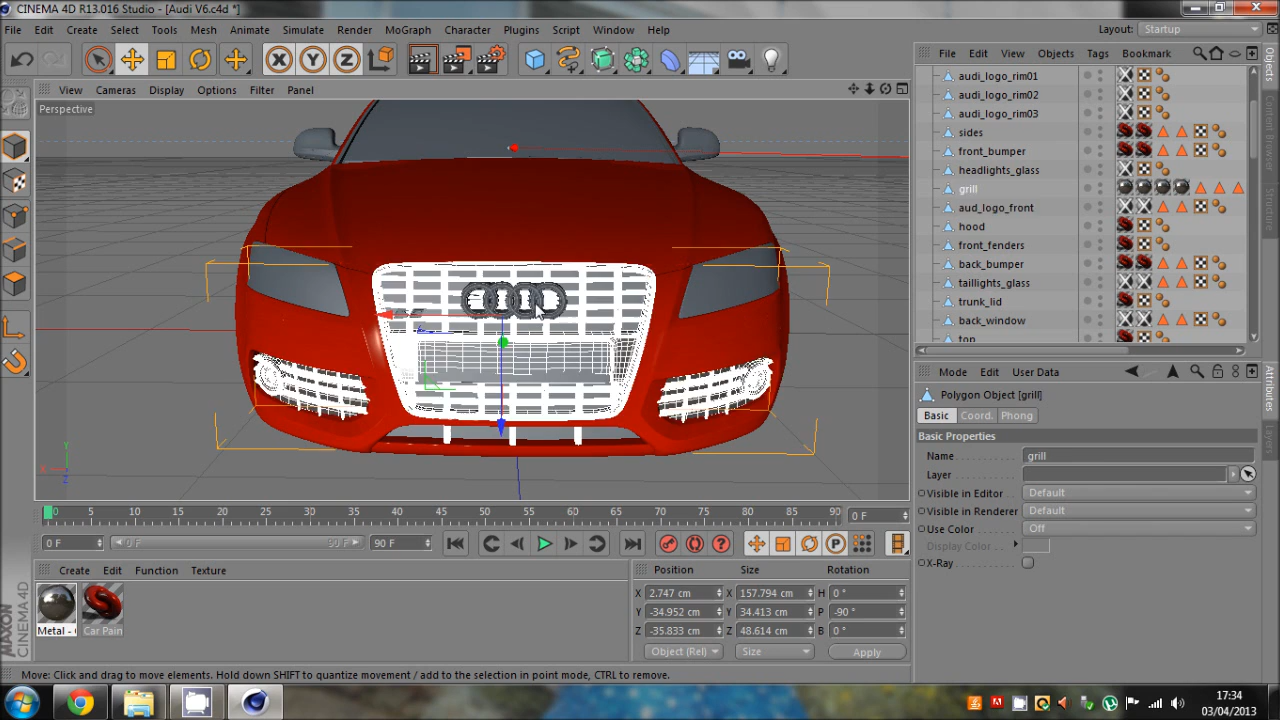 CINEMA 4D R13.016 Studio - [Audi V6.c4d *]
File Edit Create Select Tools Mesh Animate Simulate Render MoGraph Character Plugins Script Window Help
Layout: Startup
X Y Z
View Cameras Display Options Filter Panel
Perspective
File Edit View Objects Tags Bookmark
audi_logo_rim01
audi_logo_rim02
audi_logo_rim03
sides
front_bumper
headlights_glass
grill
aud_logo_front
hood
front_fenders
back_bumper
taillights_glass
trunk_lid
back_window
top
Objects
Content Browser
Structure
Attributes
Layers
Mode Edit User Data
Polygon Object [grill]
Basic Coord. Phong
Basic Properties
Name grill
Layer
Visible in Editor Default
Visible in Renderer Default
Use Color Off
Display Color
X-Ray
Y
X
Z
0 5 10 15 20 25 30 35 40 45 50 55 60 65 70 75 80 85 90 0 F
0 F 0 F 90 F 90 F
P
Create Edit Function Texture
Metal -
Car Pain
MAXON
CINEMA 4D
Position Size Rotation
X 2.747 cm X 157.794 cm H 0 °
Y -34.952 cm Y 34.413 cm P -90 °
Z -35.833 cm Z 48.614 cm B 0 °
Object (Rel) Size Apply
Move: Click and drag to move elements. Hold down SHIFT to quantize movement / add to the selection in point mode, CTRL to remove.
17:34
03/04/2013